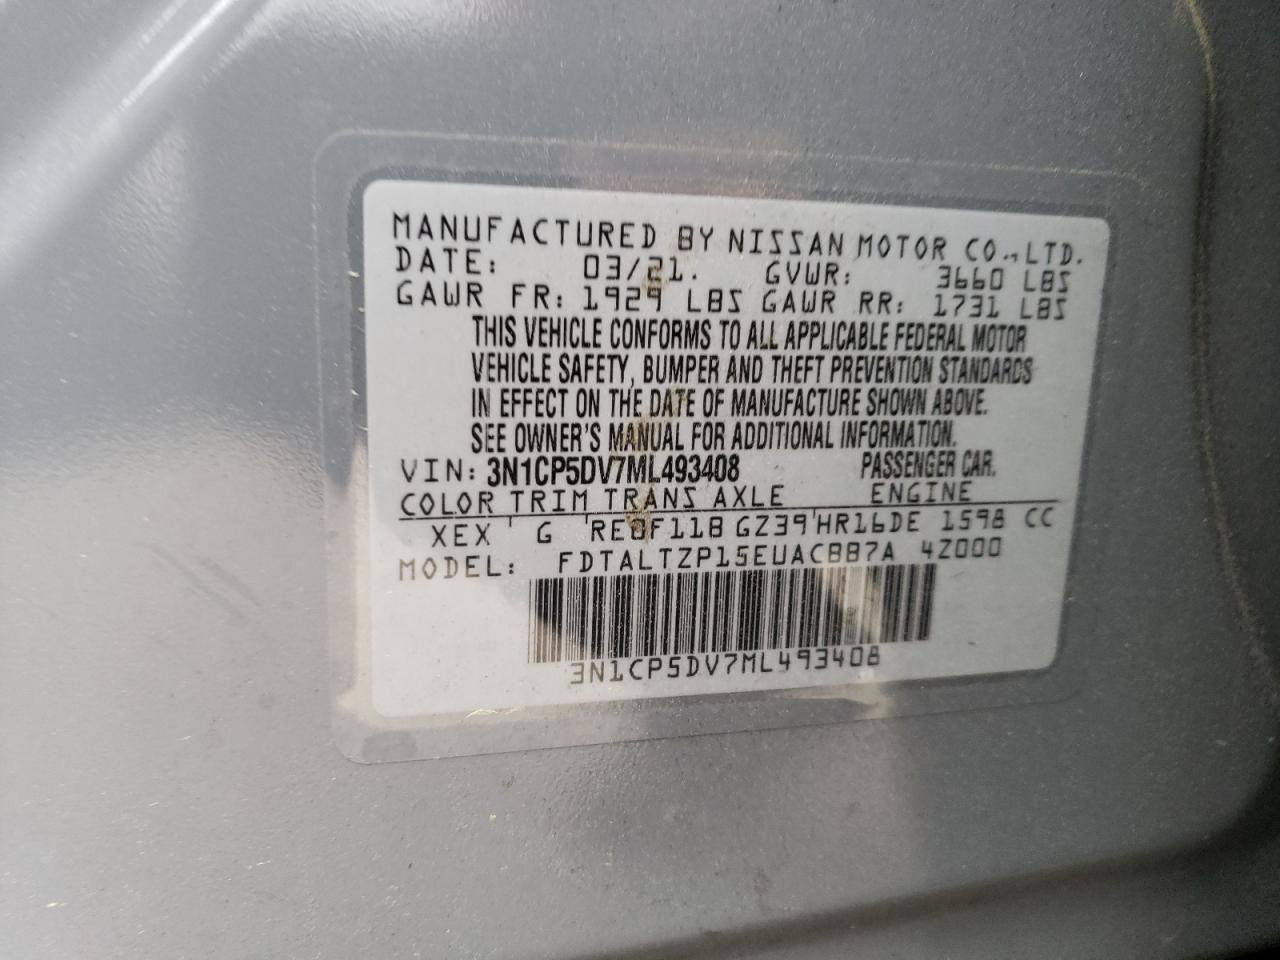 MANUFACTURED BY NISSAN MOTOR CO.,LTD.
DATE: 03/21. GVWR: 3660 LBS
GAWR FR: 1929 LBS GAWR RR: 1731 LBS
THIS VEHICLE CONFORMS TO ALL APPLICABLE FEDERAL MOTOR
VEHICLE SAFETY, BUMPER AND THEFT PREVENTION STANDARDS
IN EFFECT ON THE DATE OF MANUFACTURE SHOWN ABOVE.
SEE OWNER'S MANUAL FOR ADDITIONAL INFORMATION.
VIN: 3N1CP5DV7ML493408 PASSENGER CAR.
COLOR TRIM TRANS AXLE ENGINE
XEX ' G 'RE0F11B GZ39'HR16DE 1598 CC
MODEL: FDTALTZP15EUACBB7A 4Z000
3N1CP5DV7ML493408